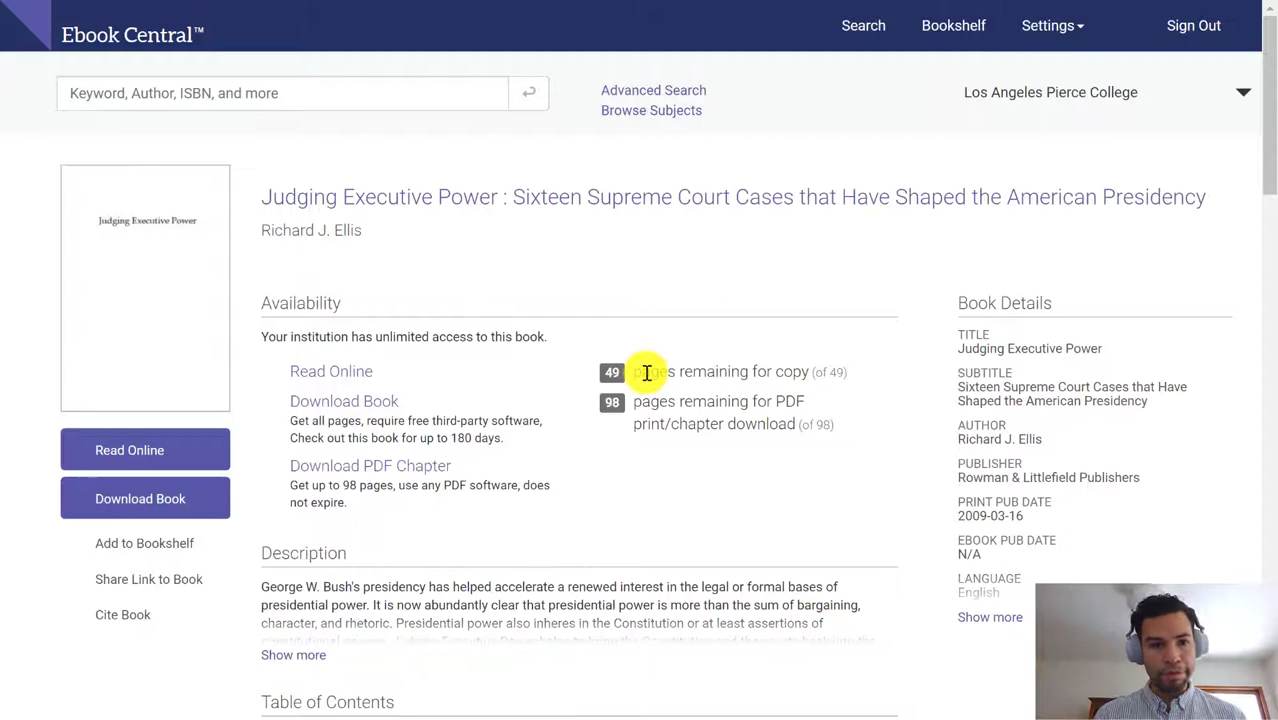 Ebook Central™
Search
Bookshelf
Settings
Sign Out
Keyword, Author, ISBN, and more
Advanced Search
Browse Subjects
Los Angeles Pierce College
Judging Executive Power
Judging Executive Power : Sixteen Supreme Court Cases that Have Shaped the American Presidency
Richard J. Ellis
Availability
Your institution has unlimited access to this book.
Read Online
Download Book
Get all pages, require free third-party software,
Check out this book for up to 180 days.
Download PDF Chapter
Get up to 98 pages, use any PDF software, does
not expire.
49 pages remaining for copy (of 49)
98 pages remaining for PDF
print/chapter download (of 98)
Read Online
Download Book
Add to Bookshelf
Share Link to Book
Cite Book
Description
George W. Bush's presidency has helped accelerate a renewed interest in the legal or formal bases of
presidential power. It is now abundantly clear that presidential power is more than the sum of bargaining,
character, and rhetoric. Presidential power also inheres in the Constitution or at least assertions of
Show more
Table of Contents
Book Details
TITLE
Judging Executive Power
SUBTITLE
Sixteen Supreme Court Cases that Have
Shaped the American Presidency
AUTHOR
Richard J. Ellis
PUBLISHER
Rowman & Littlefield Publishers
PRINT PUB DATE
2009-03-16
EBOOK PUB DATE
N/A
LANGUAGE
English
Show more